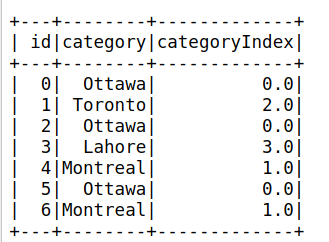 +---+--------+-------------+
| id|category|categoryIndex|
+---+--------+-------------+
|  0|  Ottawa|          0.0|
|  1| Toronto|          2.0|
|  2|  Ottawa|          0.0|
|  3|  Lahore|          3.0|
|  4|Montreal|          1.0|
|  5|  Ottawa|          0.0|
|  6|Montreal|          1.0|
+---+--------+-------------+